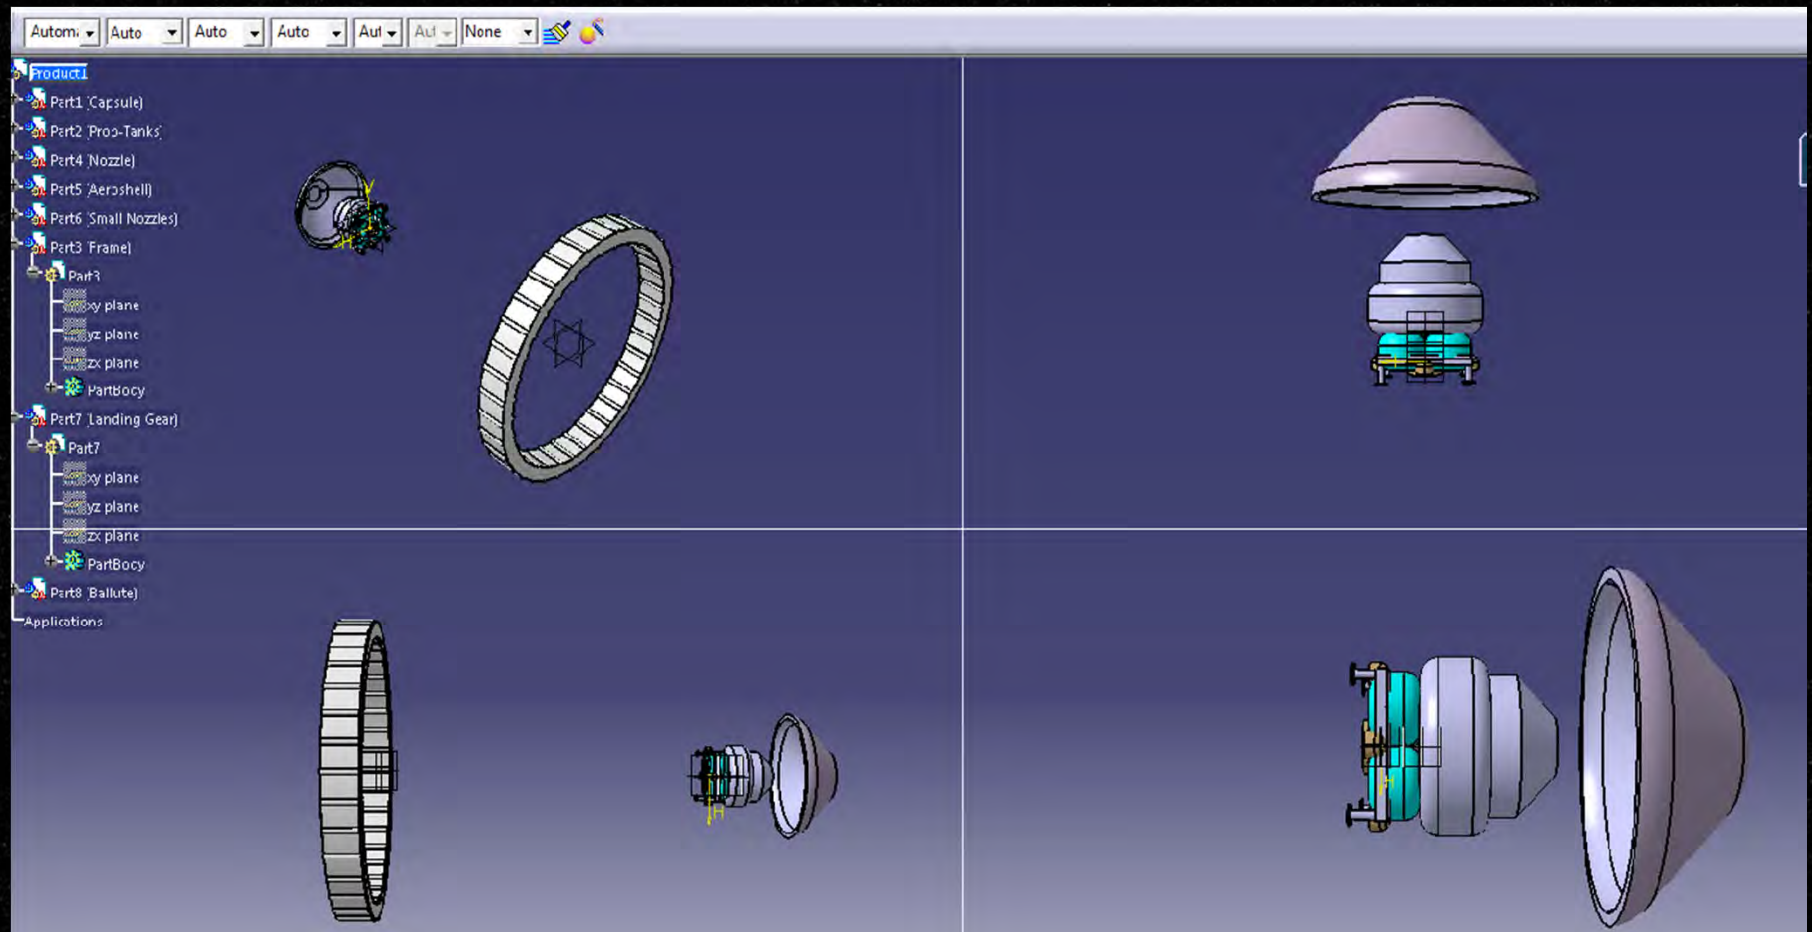 Autom: Auto Auto Auto Aut Aut None
Product1
Part1 (Capsule)
Part2 (Prop-Tanks)
Part4 (Nozzle)
Part5 (Aeroshell)
Part6 (Small Nozzles)
Part3 (Frame)
Part3
xy plane
yz plane
zx plane
PartBody
Part7 (Landing Gear)
Part7
xy plane
yz plane
zx plane
PartBody
Part8 (Ballute)
Applications
V
H
H
H